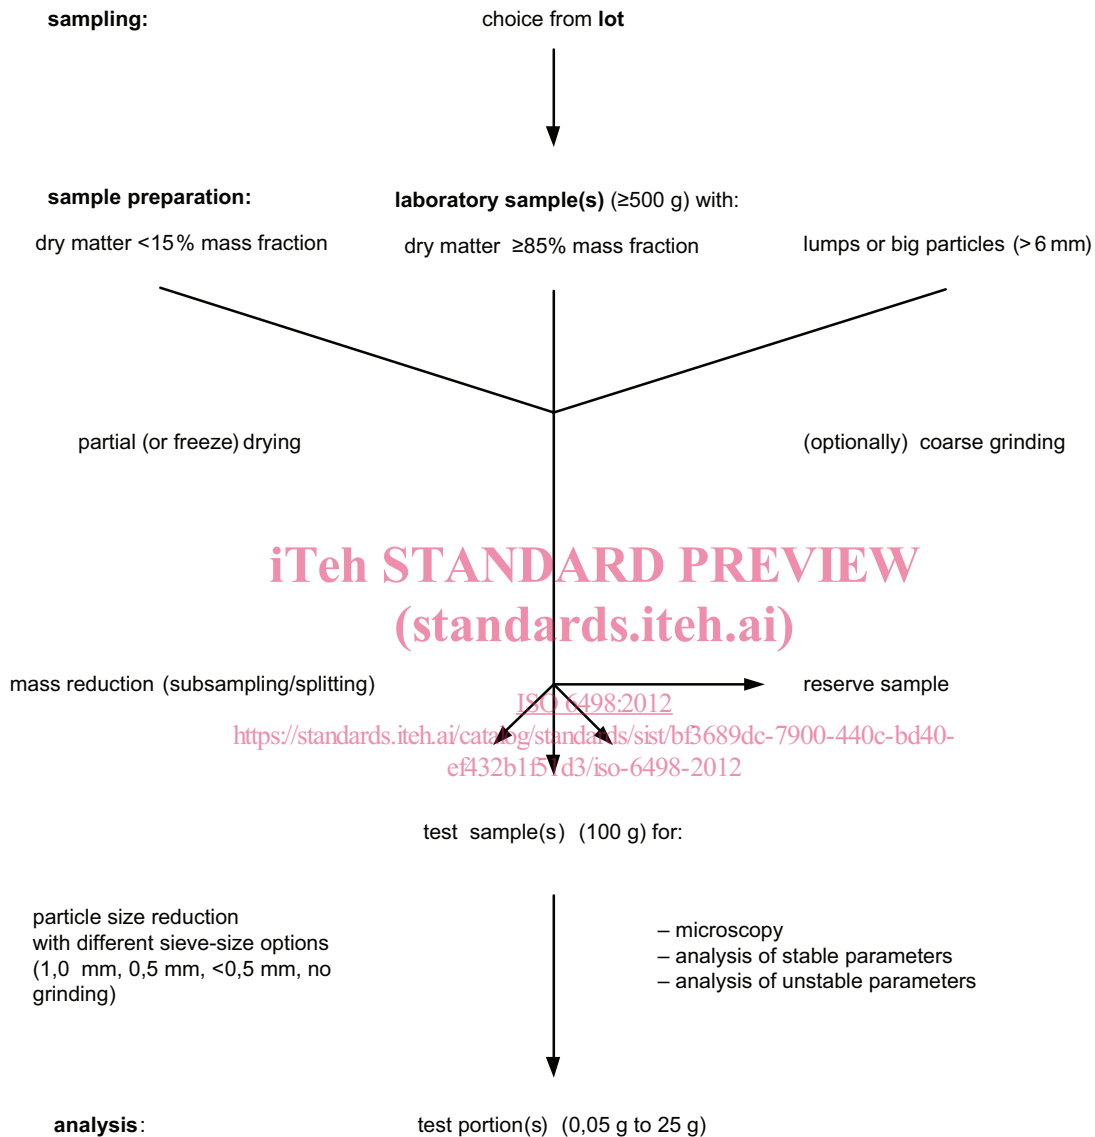 sampling: choice from lot
sample preparation: laboratory sample(s) (≥500 g) with:
dry matter <15% mass fraction dry matter ≥85% mass fraction lumps or big particles (> 6 mm)
partial (or freeze) drying (optionally) coarse grinding
iTeh STANDARD PREVIEW
(standards.iteh.ai)
mass reduction (subsampling/splitting) reserve sample
ISO 6498:2012
https://standards.iteh.ai/catalog/standards/sist/bf3689dc-7900-440c-bd40-
ef432b1f51d3/iso-6498-2012
test sample(s) (100 g) for:
particle size reduction
with different sieve-size options
(1,0 mm, 0,5 mm, <0,5 mm, no
grinding)
– microscopy
– analysis of stable parameters
– analysis of unstable parameters
analysis: test portion(s) (0,05 g to 25 g)